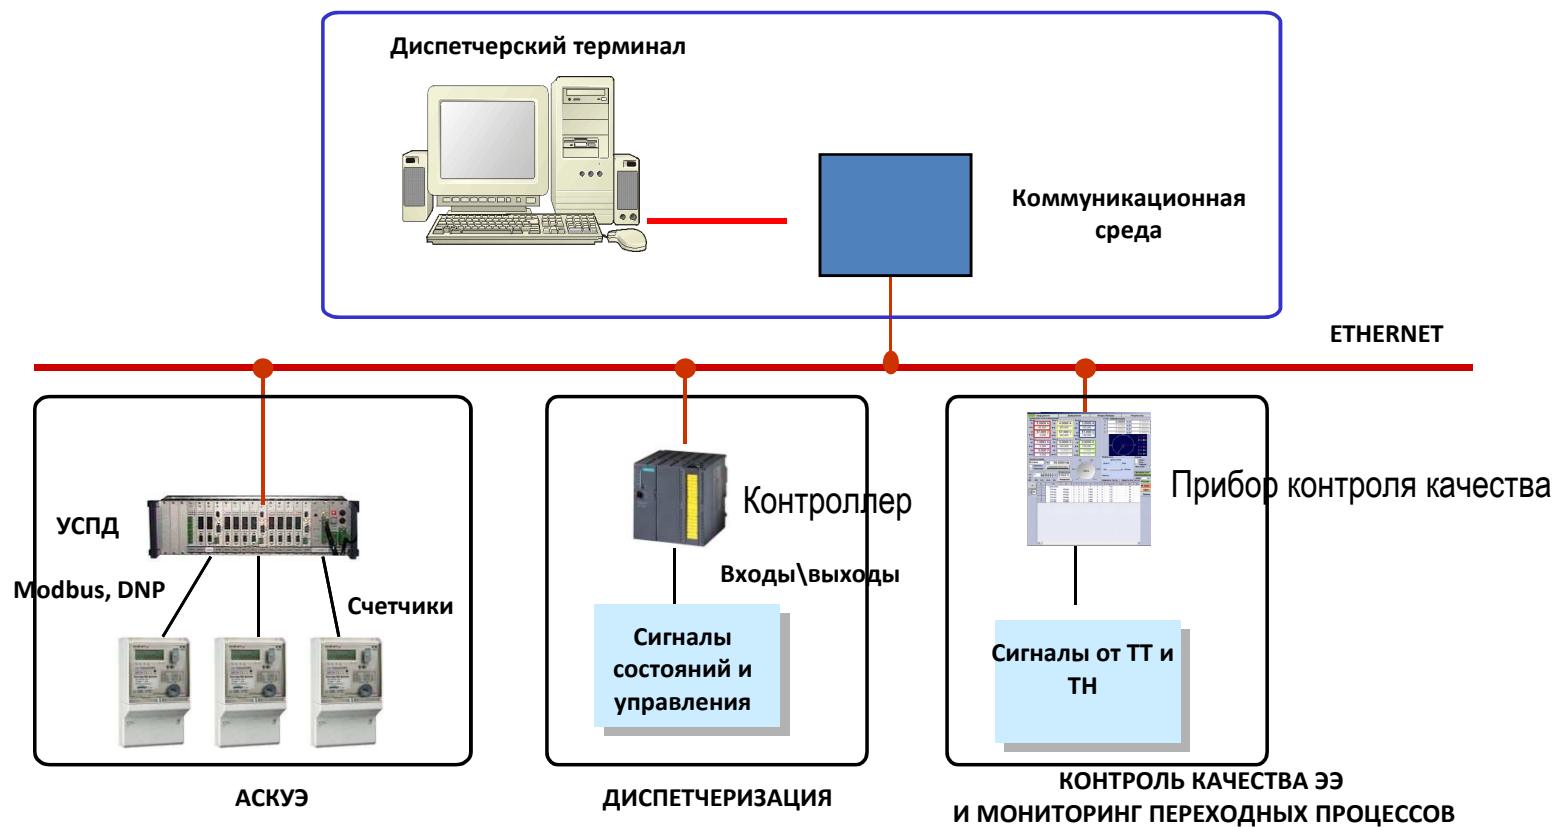 Диспетчерский терминал
Коммуникационная
среда
ETHERNET
УСПД
Modbus, DNP
Счетчики
АСКУЭ
Контроллер
Входы\выходы
Сигналы
состояний и
управления
ДИСПЕТЧЕРИЗАЦИЯ
Прибор контроля качества
Сигналы от ТТ и
ТН
КОНТРОЛЬ КАЧЕСТВА ЭЭ
И МОНИТОРИНГ ПЕРЕХОДНЫХ ПРОЦЕССОВ